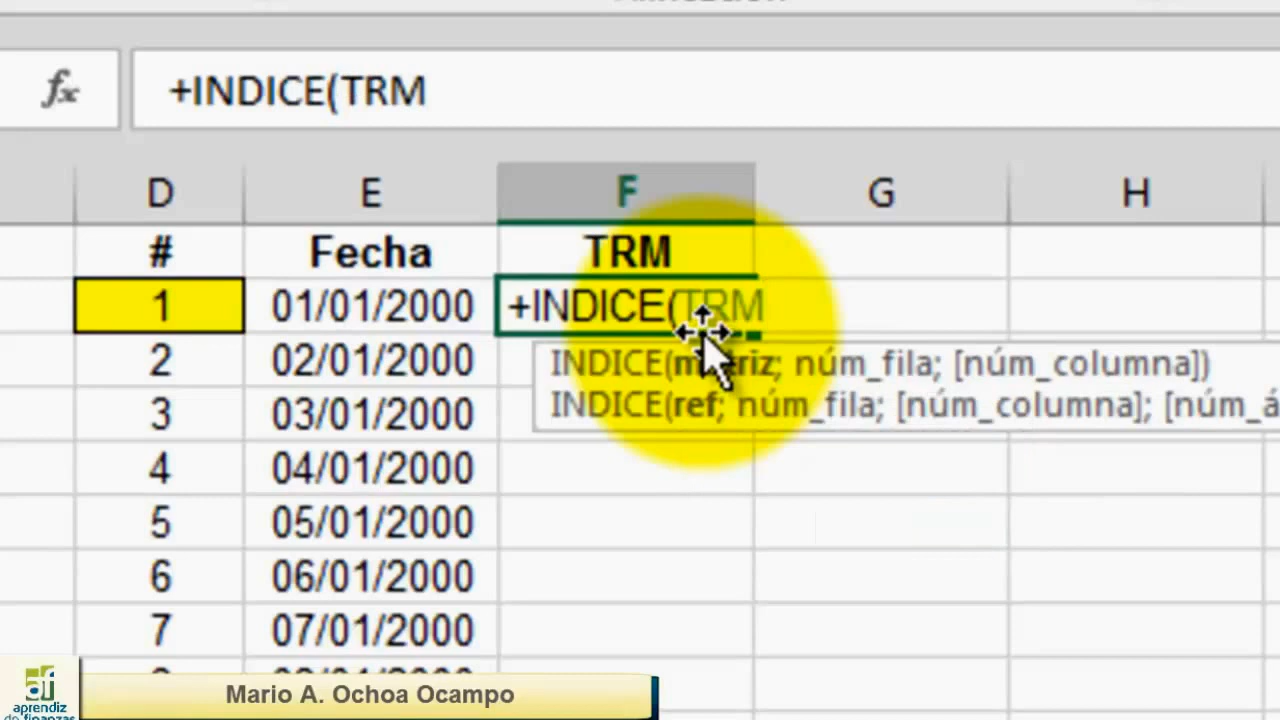 fx
+INDICE(TRM
D E F G H
# Fecha TRM
1 01/01/2000 +INDICE(TRM
INDICE(matriz; núm_fila; [núm_columna])
2 02/01/2000
INDICE(ref; núm_fila; [núm_columna]; [núm_á
3 03/01/2000
4 04/01/2000
5 05/01/2000
6 06/01/2000
7 07/01/2000
Mario A. Ochoa Ocampo
af
aprendiz
de finanzas